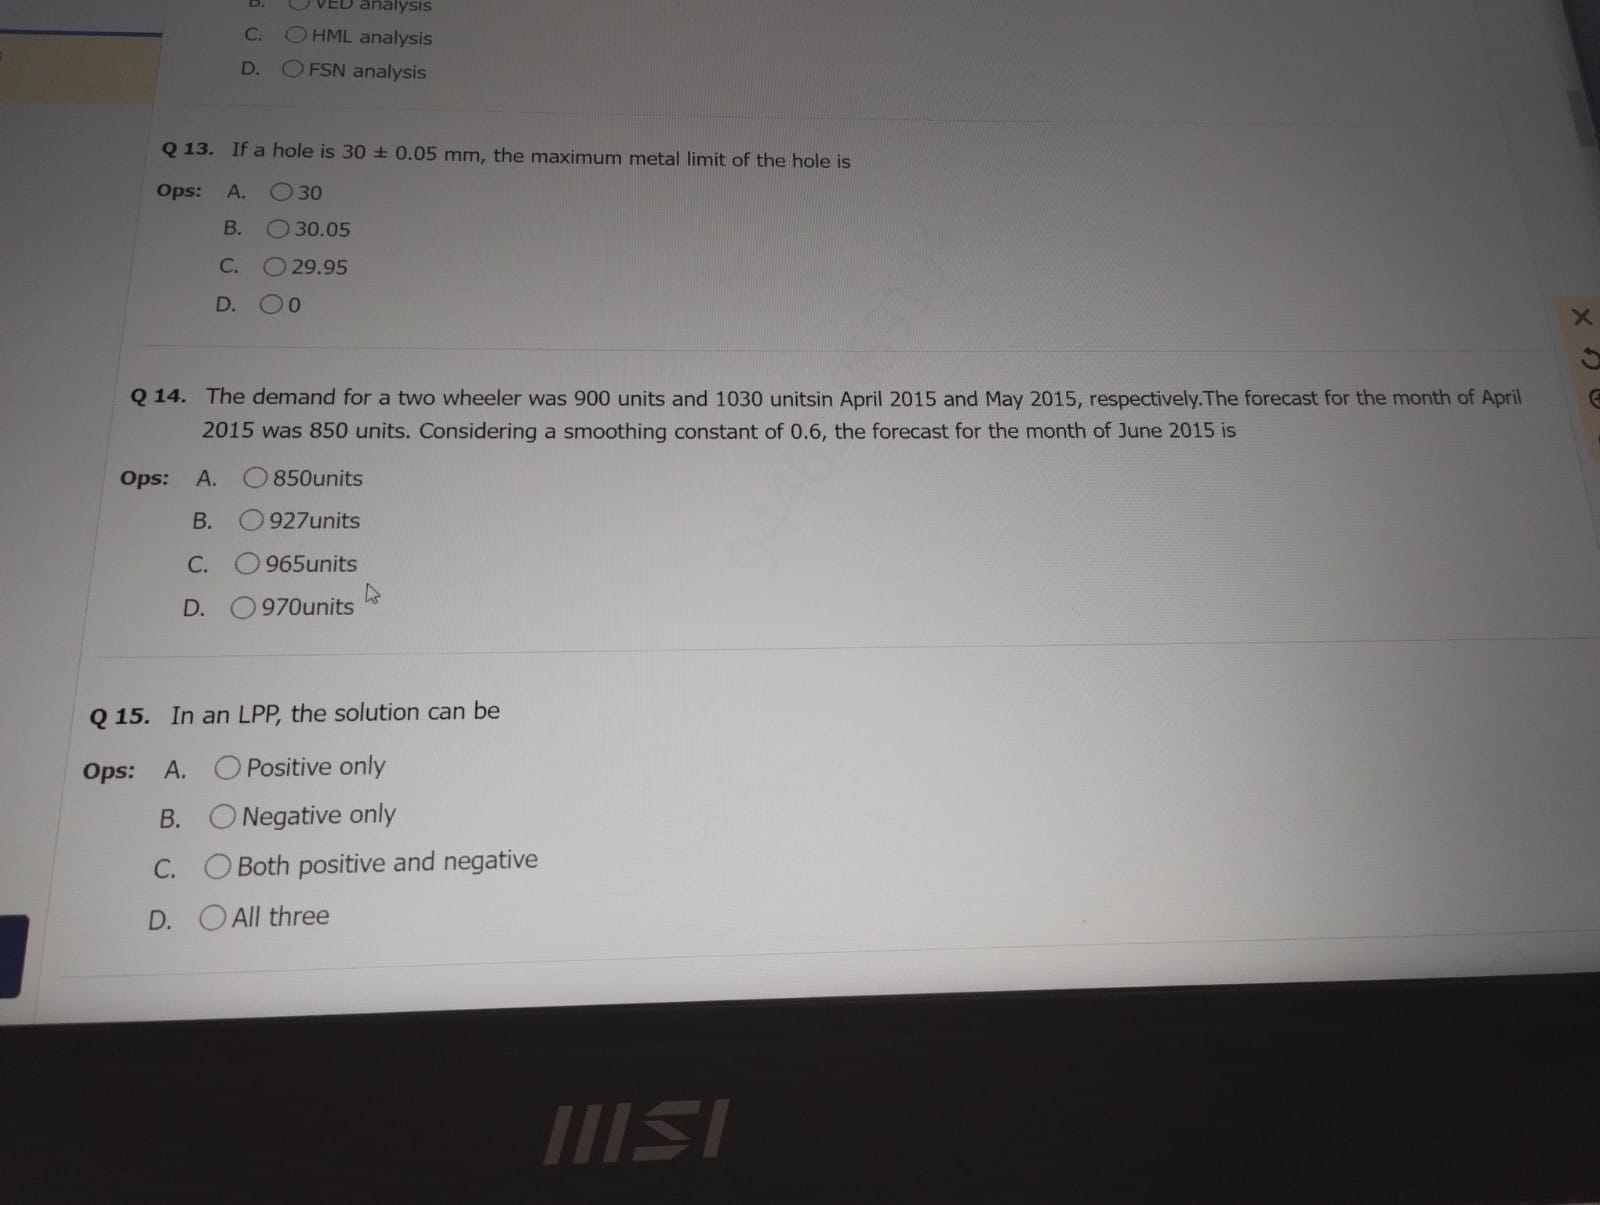 B. VED analysis
C. HML analysis
D. FSN analysis
Q 13. If a hole is 30 ± 0.05 mm, the maximum metal limit of the hole is
Ops: A. 30
B. 30.05
C. 29.95
D. 0
Q 14. The demand for a two wheeler was 900 units and 1030 unitsin April 2015 and May 2015, respectively.The forecast for the month of April
2015 was 850 units. Considering a smoothing constant of 0.6, the forecast for the month of June 2015 is
Ops: A. 850units
B. 927units
C. 965units
D. 970units
Q 15. In an LPP, the solution can be
Ops: A. Positive only
B. Negative only
C. Both positive and negative
D. All three
msi